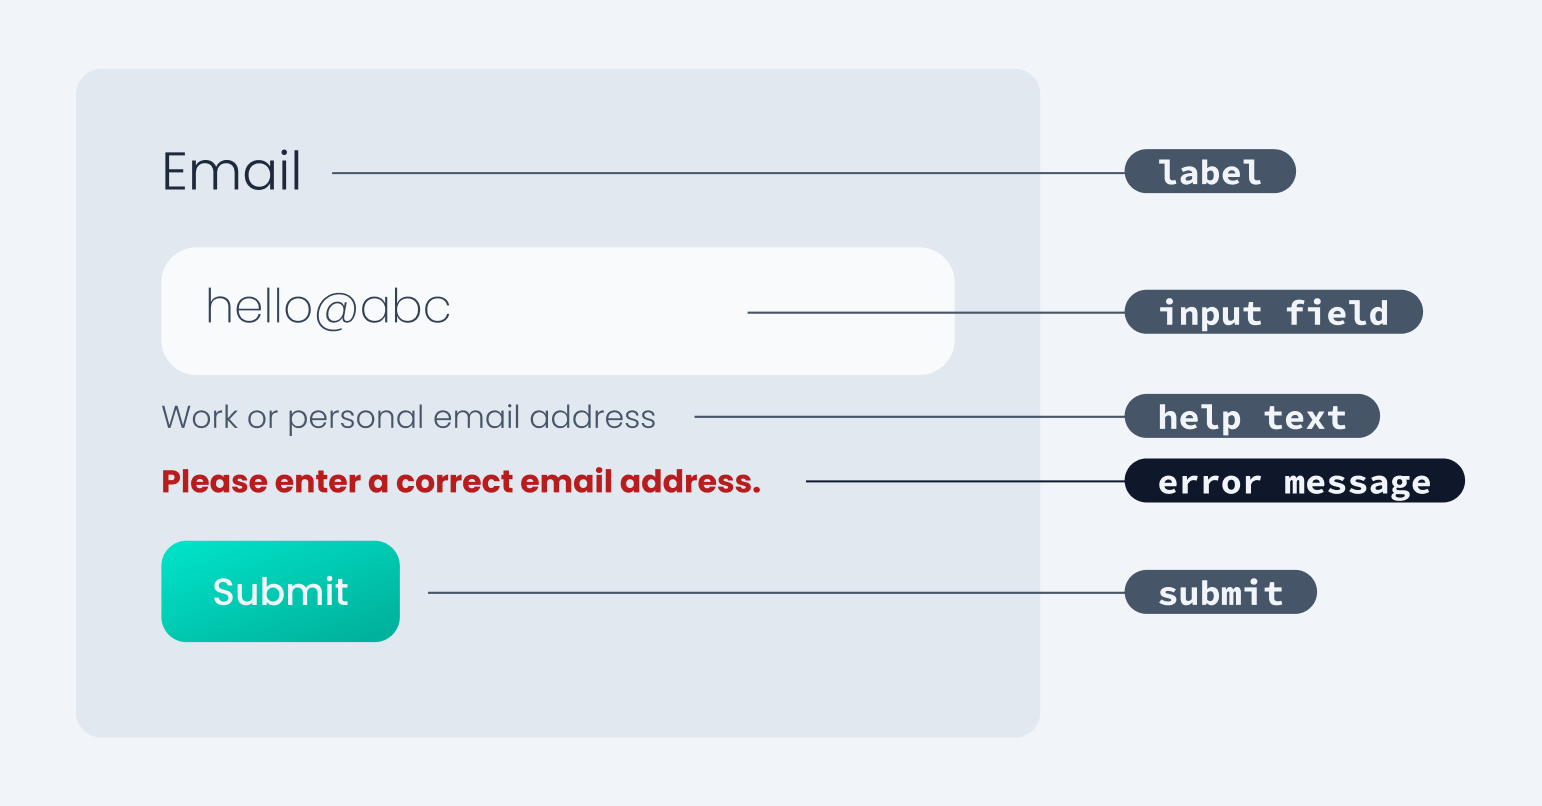 Email
label
hello@abc
input field
Work or personal email address
help text
Please enter a correct email address.
error message
Submit
submit